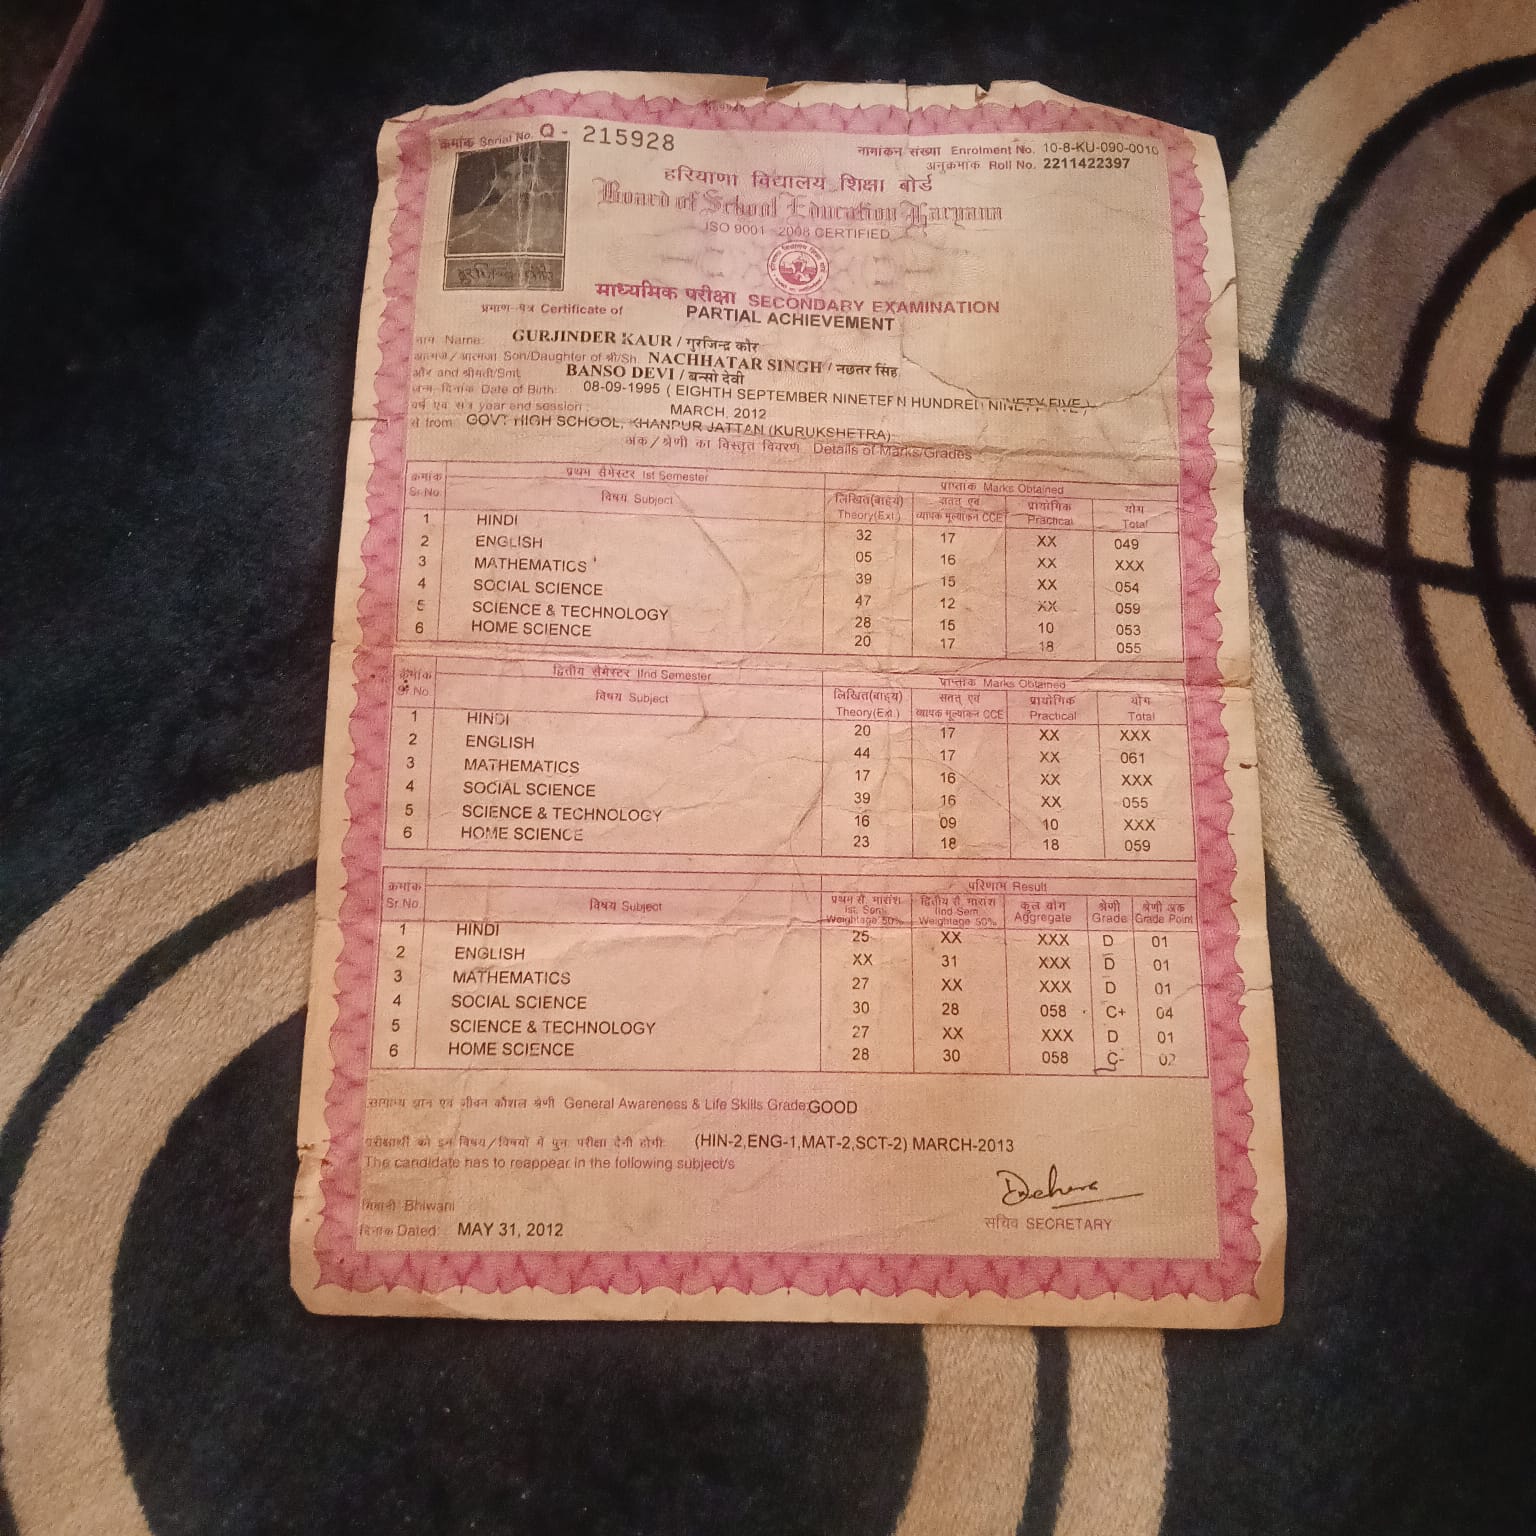 क्रमांक Serial No. Q - 215928
नामांकन संख्या Enrolment No. 10-8-KU-090-0010
अनुक्रमांक Roll No. 2211422397
हरियाणा विद्यालय शिक्षा बोर्ड
Board of School Education Haryana
ISO 9001 - 2008 CERTIFIED
माध्यमिक परीक्षा SECONDARY EXAMINATION
प्रमाण-पत्र Certificate of PARTIAL ACHIEVEMENT
नाम Name: GURJINDER KAUR / गुरजिन्द्र कौर
आत्मज/आत्मजा Son/Daughter of श्री/Sh. NACHHATAR SINGH / नछतर सिंह
और and श्रीमती/Smt. BANSO DEVI / बन्सो देवी
जन्म-दिनांक Date of Birth: 08-09-1995 ( EIGHTH SEPTEMBER NINETEEN HUNDRED NINETY FIVE )
वर्ष एवं सत्र year and session : MARCH, 2012
से from GOVT HIGH SCHOOL, KHANPUR JATTAN (KURUKSHETRA)
अंक/श्रेणी का विस्तृत विवरण Details of Marks/Grades
क्रमांक Sr.No. प्रथम सैमेस्टर Ist Semester प्राप्तांक Marks Obtained
विषय Subject लिखित(बाह्य) Theory(Ext.) सतत् एवं व्यापक मूल्यांकन CCE प्रायोगिक Practical योग Total
1 HINDI 32 17 XX 049
2 ENGLISH 05 16 XX XXX
3 MATHEMATICS 39 15 XX 054
4 SOCIAL SCIENCE 47 12 XX 059
5 SCIENCE & TECHNOLOGY 28 15 10 053
6 HOME SCIENCE 20 17 18 055
क्रमांक Sr.No. द्वितीय सैमेस्टर IInd Semester प्राप्तांक Marks Obtained
विषय Subject लिखित(बाह्य) Theory(Ext.) सतत् एवं व्यापक मूल्यांकन CCE प्रायोगिक Practical योग Total
1 HINDI 20 17 XX XXX
2 ENGLISH 44 17 XX 061
3 MATHEMATICS 17 16 XX XXX
4 SOCIAL SCIENCE 39 16 XX 055
5 SCIENCE & TECHNOLOGY 16 09 10 XXX
6 HOME SCIENCE 23 18 18 059
क्रमांक Sr.No. परिणाम Result
विषय Subject प्रथम सै. भारांश Ist. Sem. Weightage 50% द्वितीय सै. भारांश IInd Sem. Weightage 50% कुल योग Aggregate श्रेणी Grade श्रेणी अंक Grade Point
1 HINDI 25 XX XXX D 01
2 ENGLISH XX 31 XXX D 01
3 MATHEMATICS 27 XX XXX D 01
4 SOCIAL SCIENCE 30 28 058 C+ 04
5 SCIENCE & TECHNOLOGY 27 XX XXX D 01
6 HOME SCIENCE 28 30 058 C-
सामान्य ज्ञान एवं जीवन कौशल श्रेणी General Awareness & Life Skills Grade: GOOD
परीक्षार्थी को इन विषय/विषयों में पुनः परीक्षा देनी होगी: (HIN-2,ENG-1,MAT-2,SCT-2) MARCH-2013
The candidate has to reappear in the following subject/s
भिवानी Bhiwani
दिनांक Dated: MAY 31, 2012
सचिव SECRETARY